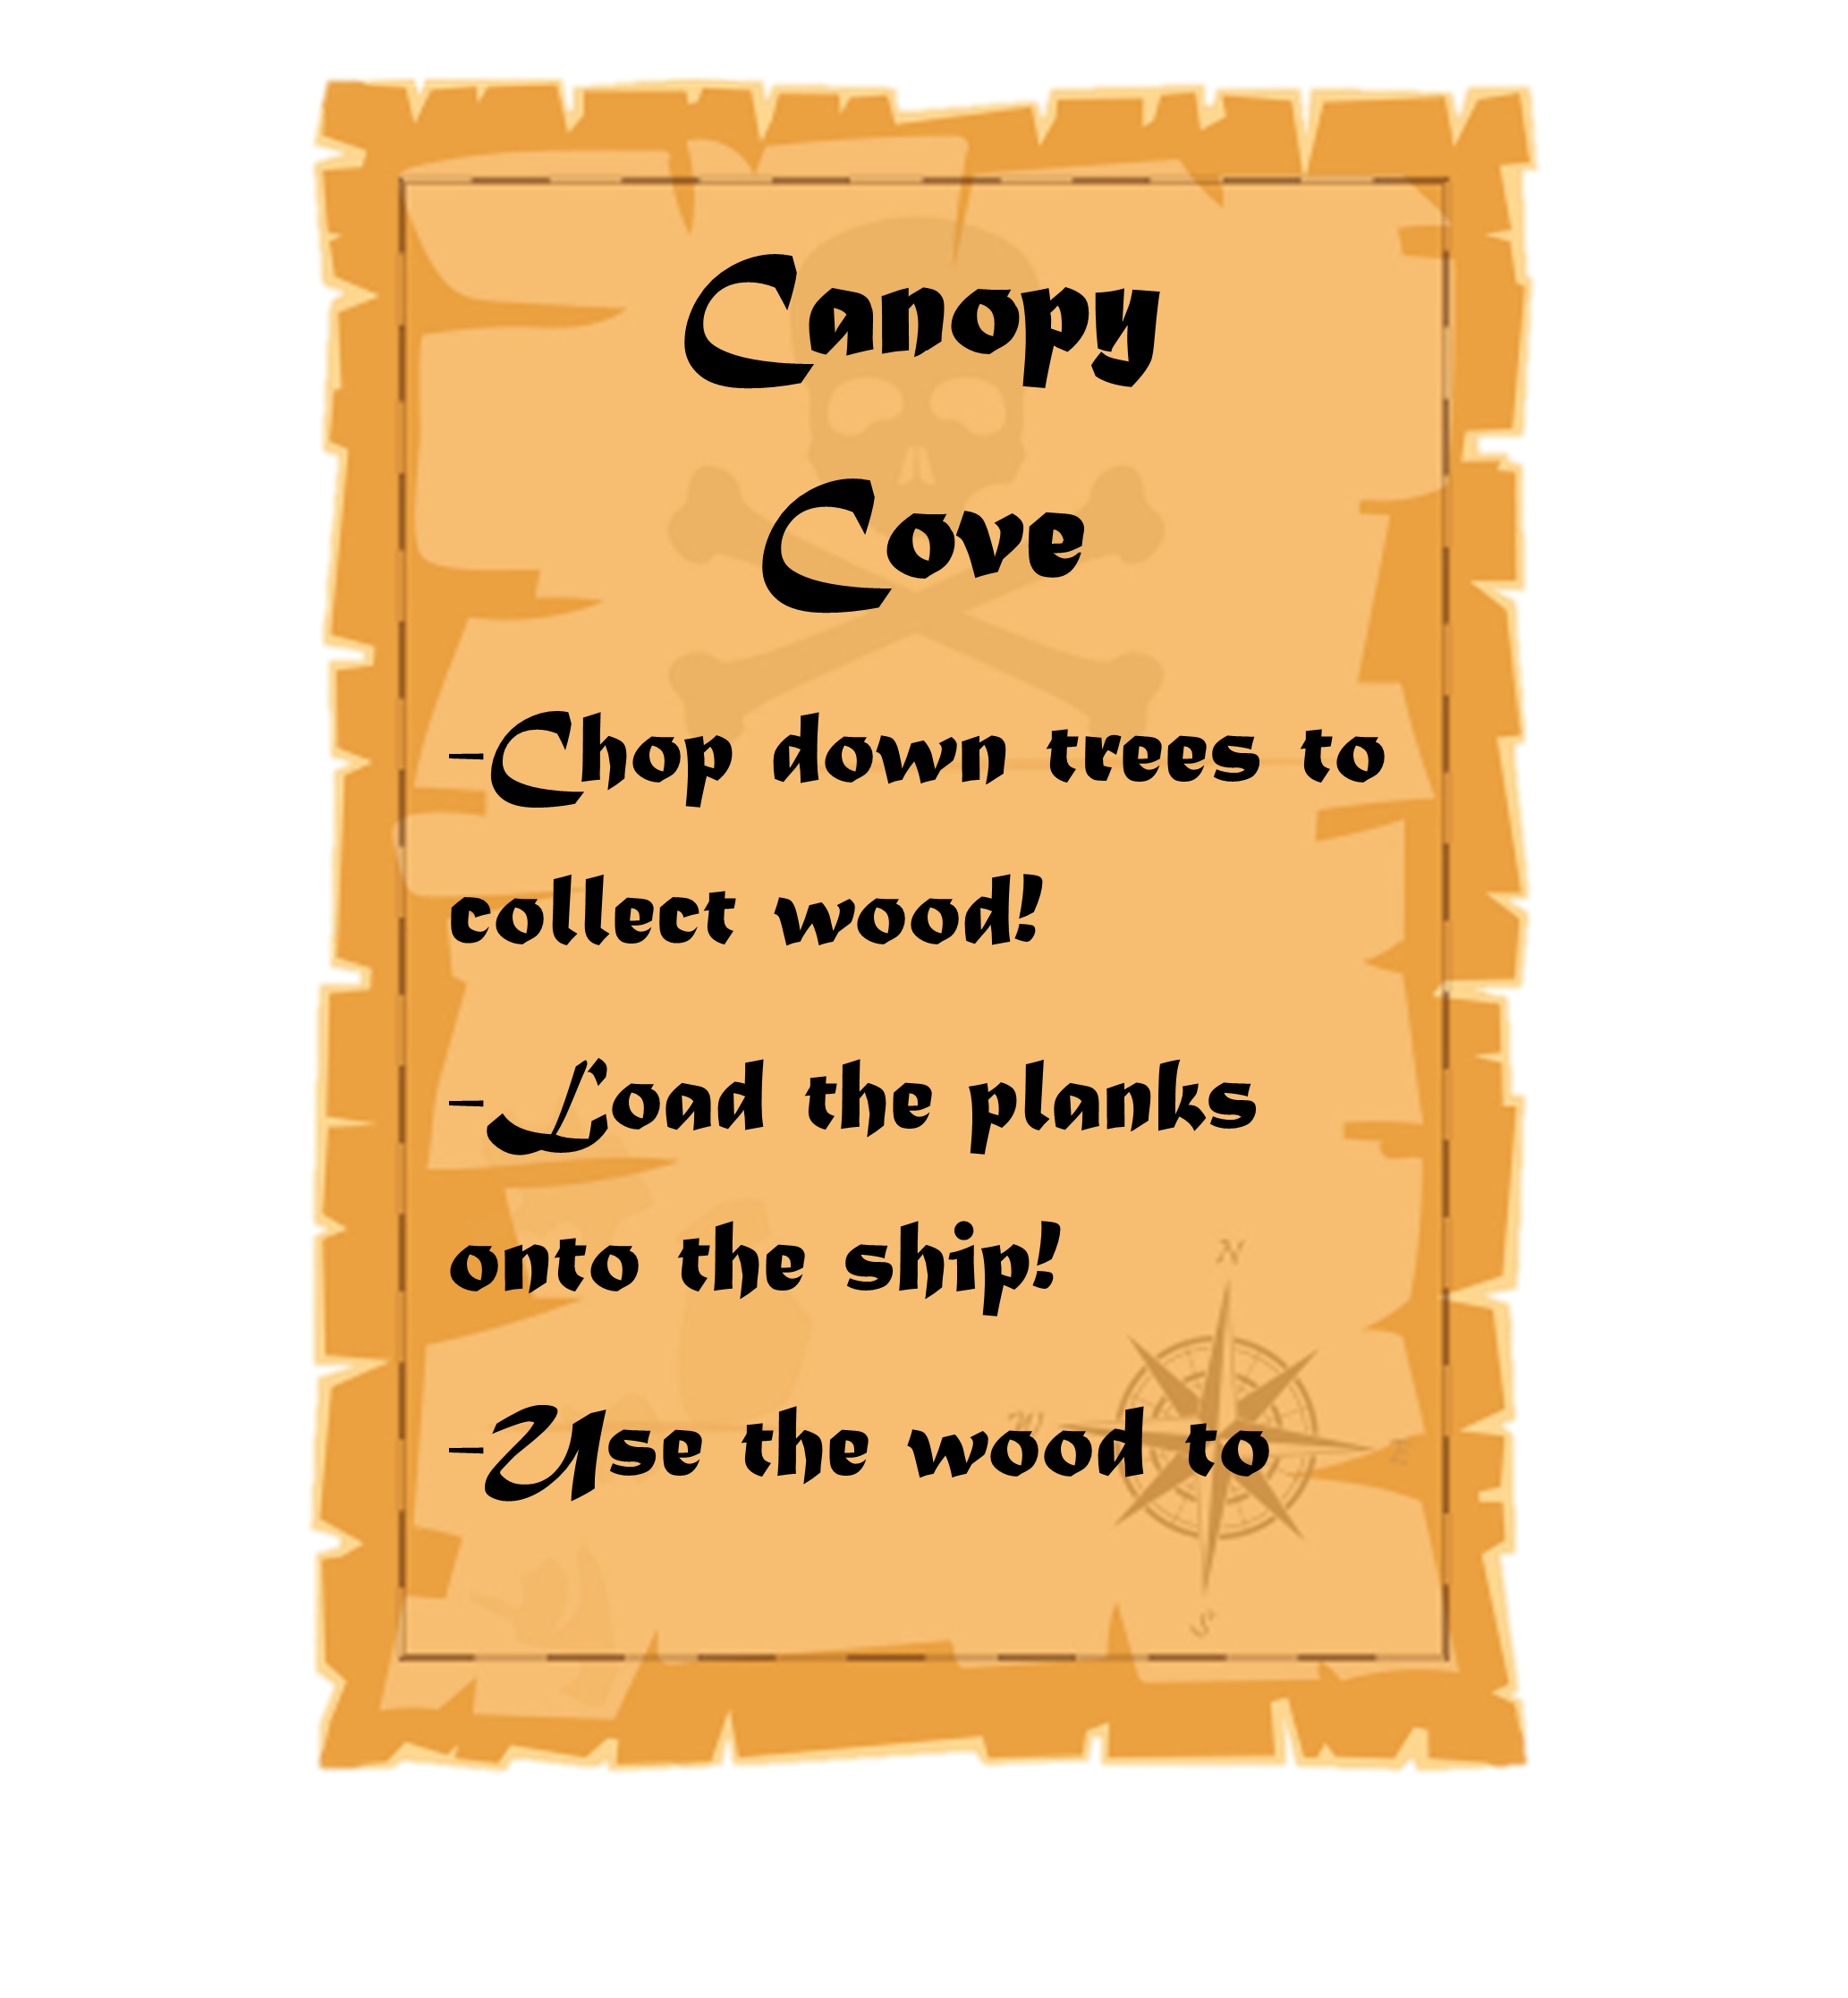 Canopy
Cove
-Chop down trees to
collect wood!
-Load the planks
onto the ship!
N
-Use the wood to
W
E
S